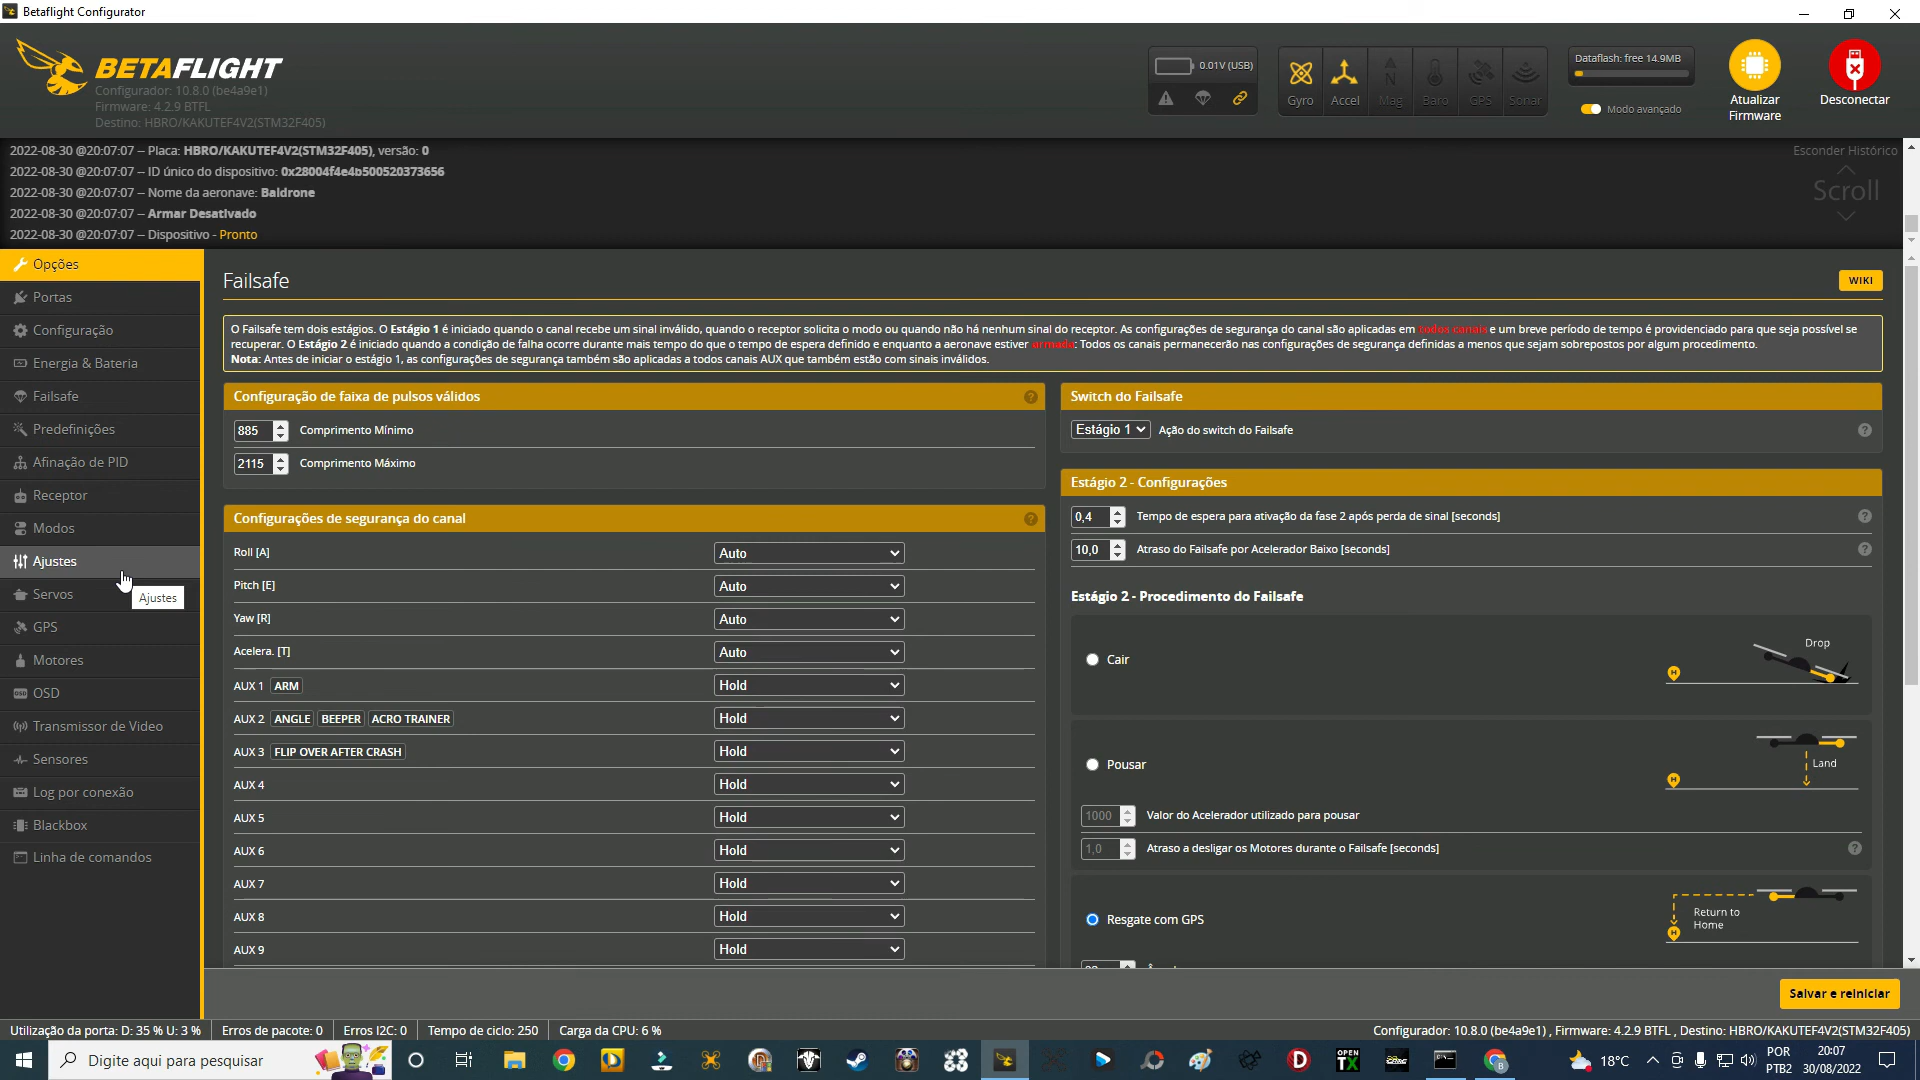 Betaflight Configurator
BETAFLIGHT
Configurador: 10.8.0 (be4a9e1)
Firmware: 4.2.9 BTFL
Destino: HBRO/KAKUTEF4V2(STM32F405)
0.01V (USB)
Gyro
Accel
Mag
Baro
GPS
Sonar
Dataflash: free 14.9MB
Modo avançado
Atualizar
Firmware
Desconectar
2022-08-30 @20:07:07 -- Placa: HBRO/KAKUTEF4V2(STM32F405), versão: 0
2022-08-30 @20:07:07 -- ID único do dispositivo: 0x28004f4e4b500520373656
2022-08-30 @20:07:07 -- Nome da aeronave: Baldrone
2022-08-30 @20:07:07 -- Armar Desativado
2022-08-30 @20:07:07 -- Dispositivo - Pronto
Esconder Histórico
Scroll
Opções
Portas
Configuração
Energia & Bateria
Failsafe
Predefinições
Afinação de PID
Receptor
Modos
Ajustes
Ajustes
Servos
GPS
Motores
OSD
Transmissor de Video
Sensores
Log por conexão
Blackbox
Linha de comandos
Failsafe
WIKI
O Failsafe tem dois estágios. O Estágio 1 é iniciado quando o canal recebe um sinal inválido, quando o receptor solicita o modo ou quando não há nenhum sinal do receptor. As configurações de segurança do canal são aplicadas em todos canais e um breve período de tempo é providenciado para que seja possível se
recuperar. O Estágio 2 é iniciado quando a condição de falha ocorre durante mais tempo do que o tempo de espera definido e enquanto a aeronave estiver armada. Todos os canais permanecerão nas configurações de segurança definidas a menos que sejam sobrepostos por algum procedimento.
Nota: Antes de iniciar o estágio 1, as configurações de segurança também são aplicadas a todos canais AUX que também estão com sinais inválidos.
Configuração de faixa de pulsos válidos ?
885 Comprimento Mínimo
2115 Comprimento Máximo
Configurações de segurança do canal ?
Roll [A] Auto
Pitch [E] Auto
Yaw [R] Auto
Acelera. [T] Auto
AUX 1 ARM Hold
AUX 2 ANGLE BEEPER ACRO TRAINER Hold
AUX 3 FLIP OVER AFTER CRASH Hold
AUX 4 Hold
AUX 5 Hold
AUX 6 Hold
AUX 7 Hold
AUX 8 Hold
AUX 9 Hold
Switch do Failsafe
Estágio 1 Ação do switch do Failsafe ?
Estágio 2 - Configurações
0,4 Tempo de espera para ativação da fase 2 após perda de sinal [seconds] ?
10,0 Atraso do Failsafe por Acelerador Baixo [seconds] ?
Estágio 2 - Procedimento do Failsafe
Cair
Drop
H
Pousar
Land
H
1000 Valor do Acelerador utilizado para pousar
1,0 Atraso a desligar os Motores durante o Failsafe [seconds] ?
Resgate com GPS
Return to
Home
H
Salvar e reiniciar
Utilização da porta: D: 35 % U: 3 %
Erros de pacote: 0
Erros I2C: 0
Tempo de ciclo: 250
Carga da CPU: 6 %
Configurador: 10.8.0 (be4a9e1) , Firmware: 4.2.9 BTFL , Destino: HBRO/KAKUTEF4V2(STM32F405)
Digite aqui para pesquisar
OPEN
TX
18°C
POR
PTB2
20:07
30/08/2022